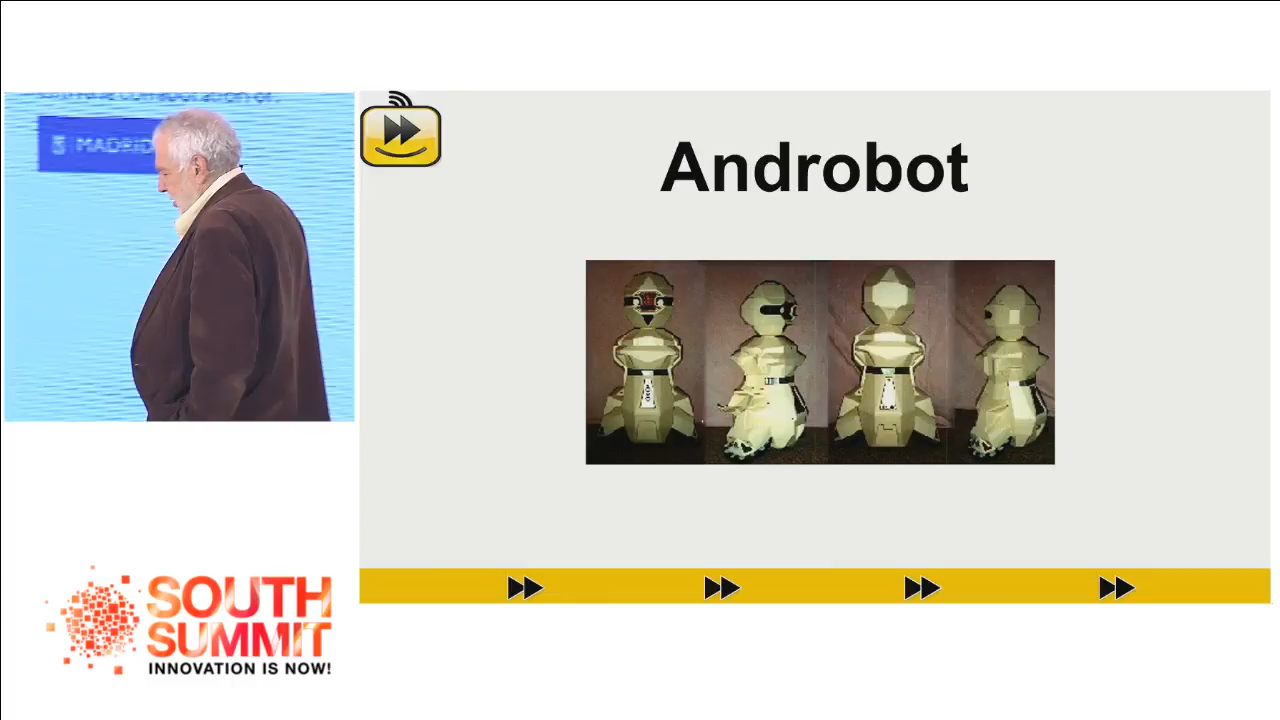 MADRID
Androbot
SOUTH
SUMMIT
INNOVATION IS NOW!